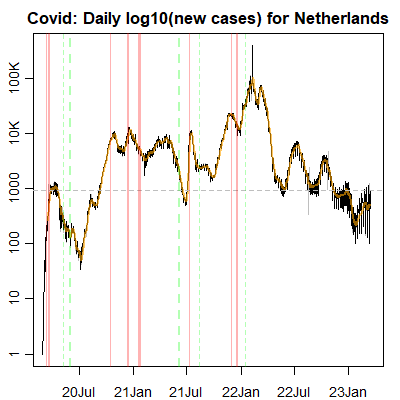 Covid: Daily log10(new cases) for Netherlands
100K
10K
1000
100
10
1
20Jul 21Jan 21Jul 22Jan 22Jul 23Jan